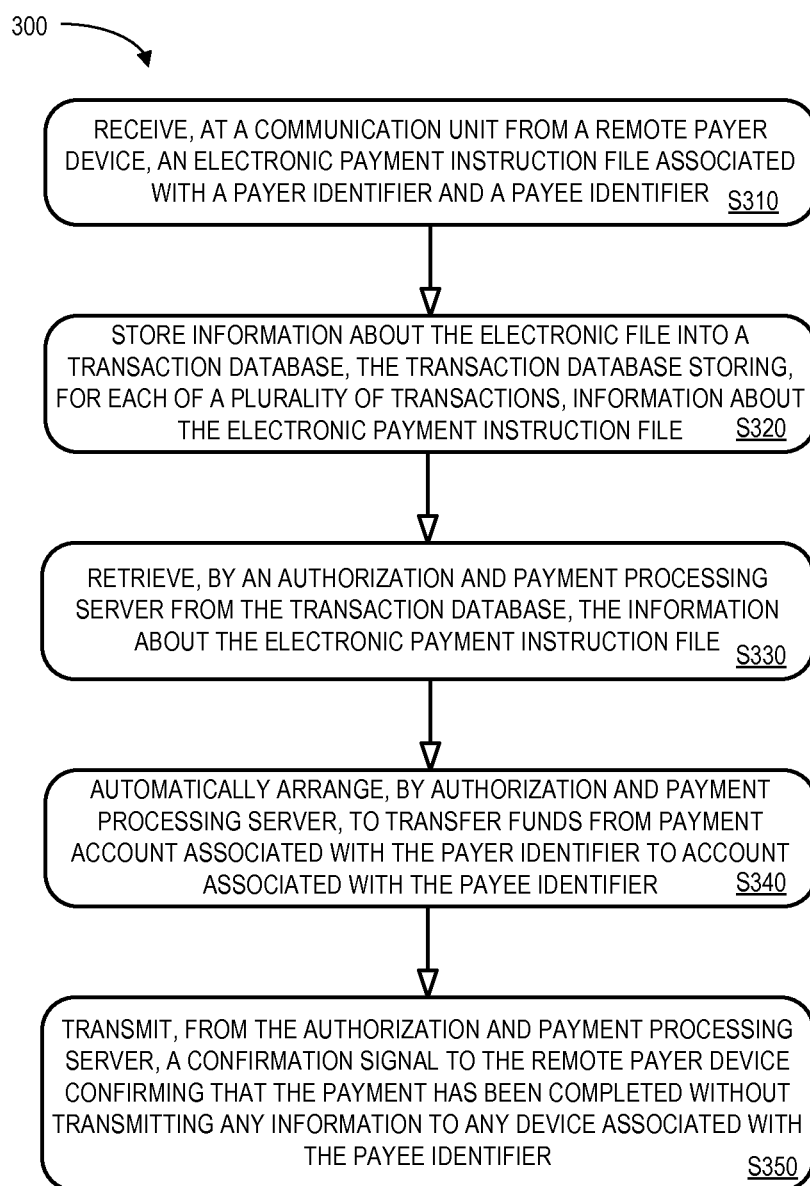 300
RECEIVE, AT A COMMUNICATION UNIT FROM A REMOTE PAYER
DEVICE, AN ELECTRONIC PAYMENT INSTRUCTION FILE ASSOCIATED
WITH A PAYER IDENTIFIER AND A PAYEE IDENTIFIER S310
STORE INFORMATION ABOUT THE ELECTRONIC FILE INTO A
TRANSACTION DATABASE, THE TRANSACTION DATABASE STORING,
FOR EACH OF A PLURALITY OF TRANSACTIONS, INFORMATION ABOUT
THE ELECTRONIC PAYMENT INSTRUCTION FILE S320
RETRIEVE, BY AN AUTHORIZATION AND PAYMENT PROCESSING
SERVER FROM THE TRANSACTION DATABASE, THE INFORMATION
ABOUT THE ELECTRONIC PAYMENT INSTRUCTION FILE S330
AUTOMATICALLY ARRANGE, BY AUTHORIZATION AND PAYMENT
PROCESSING SERVER, TO TRANSFER FUNDS FROM PAYMENT
ACCOUNT ASSOCIATED WITH THE PAYER IDENTIFIER TO ACCOUNT
ASSOCIATED WITH THE PAYEE IDENTIFIER S340
TRANSMIT, FROM THE AUTHORIZATION AND PAYMENT PROCESSING
SERVER, A CONFIRMATION SIGNAL TO THE REMOTE PAYER DEVICE
CONFIRMING THAT THE PAYMENT HAS BEEN COMPLETED WITHOUT
TRANSMITTING ANY INFORMATION TO ANY DEVICE ASSOCIATED WITH
THE PAYEE IDENTIFIER S350